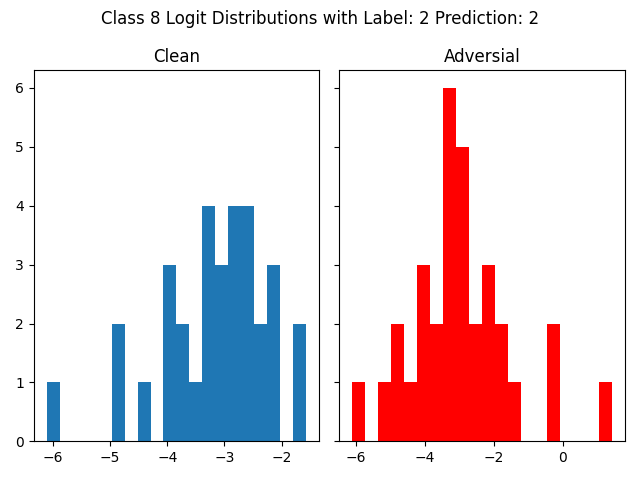 Class 8 Logit Distributions with Label: 2 Prediction: 2
Clean
Adversial
6
5
4
3
2
1
0
−6 −5 −4 −3 −2
−6 −4 −2 0